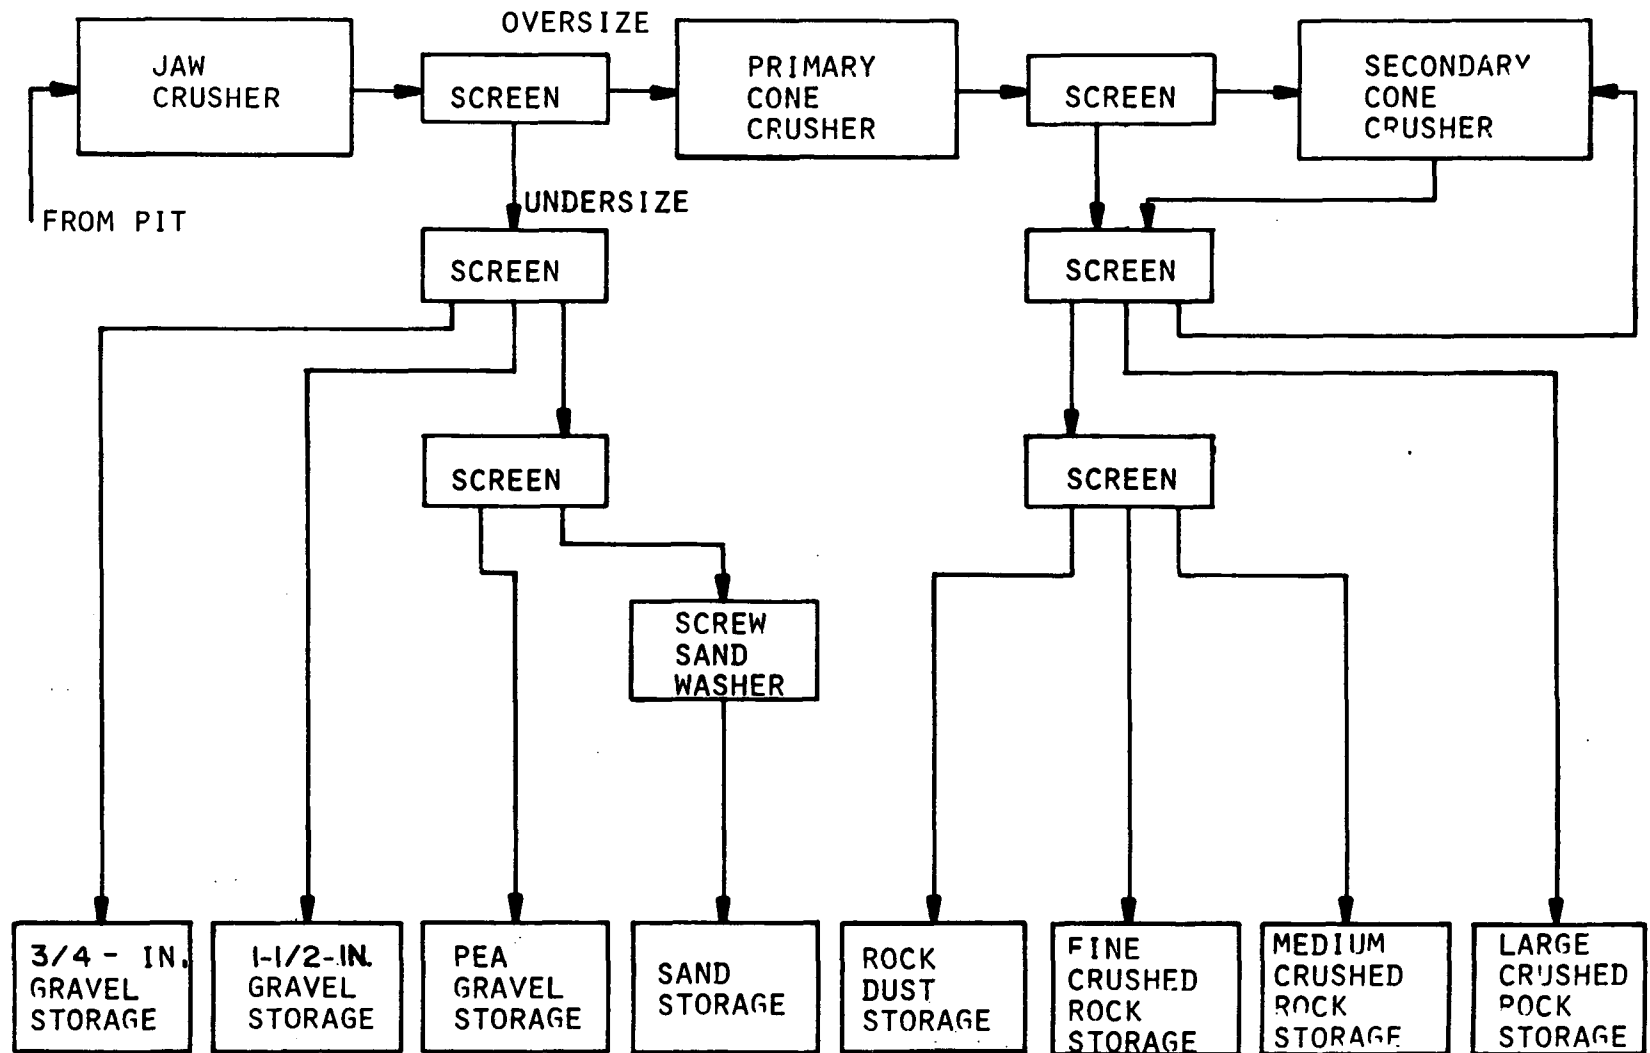 OVERSIZE
JAW
CRUSHER
SCREEN
PRIMARY
CONE
CRUSHER
SCREEN
SECONDARY
CONE
CRUSHER
FROM PIT
UNDERSIZE
SCREEN
SCREEN
SCREEN
SCREEN
SCREW
SAND
WASHER
3/4 - IN.
GRAVEL
STORAGE
1-1/2-IN.
GRAVEL
STORAGE
PEA
GRAVEL
STORAGE
SAND
STORAGE
ROCK
DUST
STORAGE
FINE
CRUSHED
ROCK
STORAGE
MEDIUM
CRUSHED
ROCK
STORAGE
LARGE
CRUSHED
ROCK
STORAGE